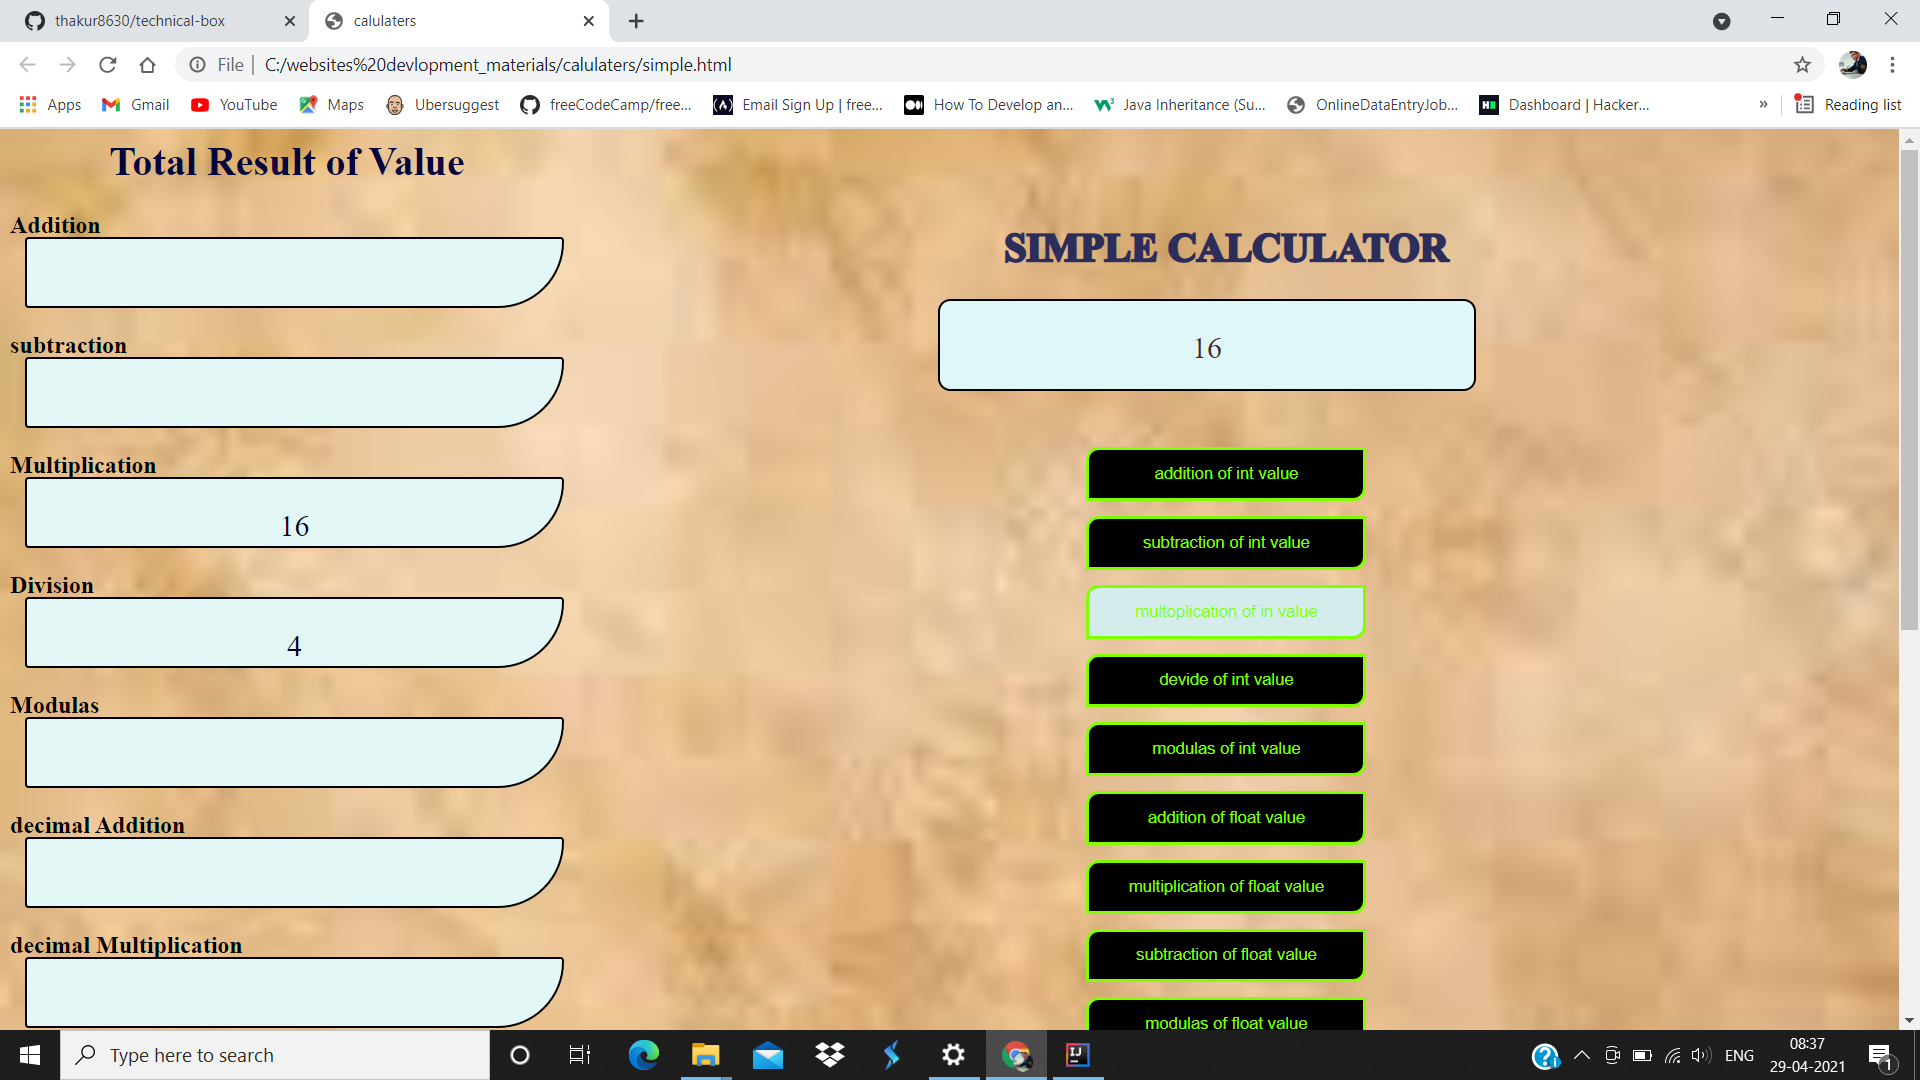 thakur8630/technical-box
calulaters
File | C:/websites%20devlopment_materials/calulaters/simple.html
Apps Gmail YouTube Maps Ubersuggest freeCodeCamp/free... Email Sign Up | free... How To Develop an... Java Inheritance (Su... OnlineDataEntryJob... Dashboard | Hacker... » Reading list
Total Result of Value
Addition
subtraction
Multiplication
16
Division
4
Modulas
decimal Addition
decimal Multiplication
SIMPLE CALCULATOR
16
addition of int value
subtraction of int value
multoplication of in value
devide of int value
modulas of int value
addition of float value
multiplication of float value
subtraction of float value
modulas of float value
Type here to search
ENG
08:37
29-04-2021
1